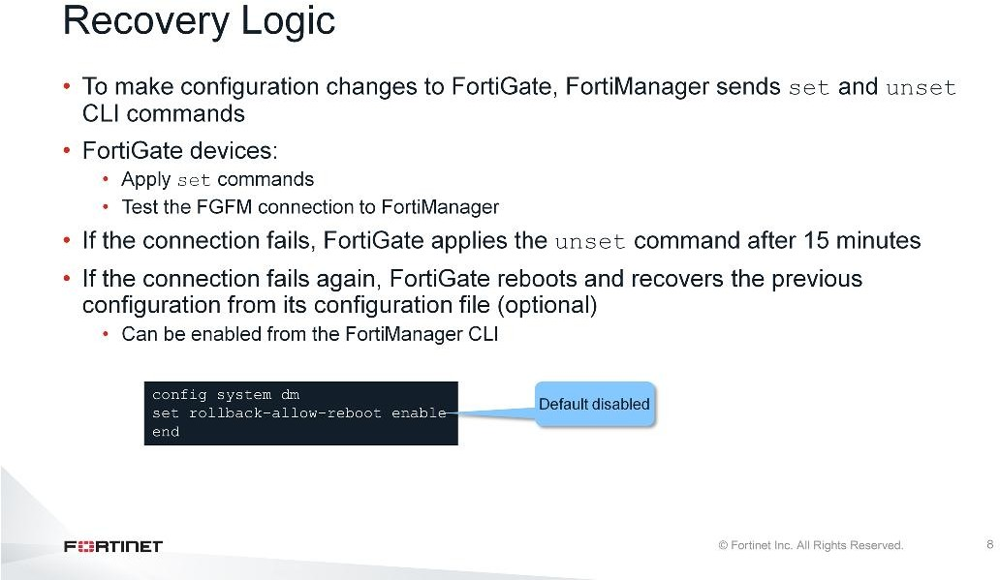 Recovery Logic
• To make configuration changes to FortiGate, FortiManager sends set and unset
CLI commands
• FortiGate devices:
• Apply set commands
• Test the FGFM connection to FortiManager
• If the connection fails, FortiGate applies the unset command after 15 minutes
• If the connection fails again, FortiGate reboots and recovers the previous
configuration from its configuration file (optional)
• Can be enabled from the FortiManager CLI
config system dm
set rollback-allow-reboot enable
end
Default disabled
FORTINET
© Fortinet Inc. All Rights Reserved.
8